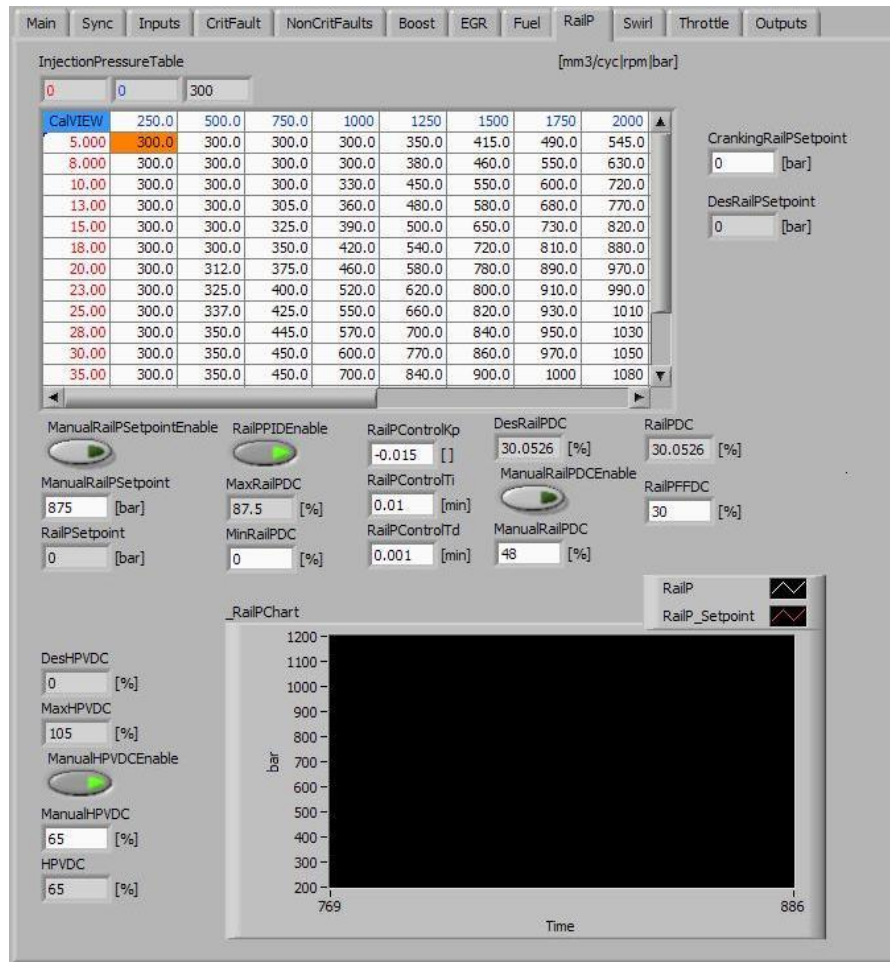 Main Sync Inputs CritFault NonCritFaults Boost EGR Fuel RailP Swirl Throttle Outputs
InjectionPressureTable [mm3/cyc|rpm|bar]
0 0 300
CalVIEW 250.0 500.0 750.0 1000 1250 1500 1750 2000
5.000 300.0 300.0 300.0 300.0 350.0 415.0 490.0 545.0
8.000 300.0 300.0 300.0 300.0 380.0 460.0 550.0 630.0
10.00 300.0 300.0 300.0 330.0 450.0 550.0 600.0 720.0
13.00 300.0 300.0 305.0 360.0 480.0 580.0 680.0 770.0
15.00 300.0 300.0 325.0 390.0 500.0 650.0 730.0 820.0
18.00 300.0 300.0 350.0 420.0 540.0 720.0 810.0 880.0
20.00 300.0 312.0 375.0 460.0 580.0 780.0 890.0 970.0
23.00 300.0 325.0 400.0 520.0 620.0 800.0 910.0 990.0
25.00 300.0 337.0 425.0 550.0 660.0 820.0 930.0 1010
28.00 300.0 350.0 445.0 570.0 700.0 840.0 950.0 1030
30.00 300.0 350.0 450.0 600.0 770.0 860.0 970.0 1050
35.00 300.0 350.0 450.0 700.0 840.0 900.0 1000 1080
CrankingRailPSetpoint
0 [bar]
DesRailPSetpoint
0 [bar]
ManualRailPSetpointEnable
ManualRailPSetpoint
875 [bar]
RailPSetpoint
0 [bar]
RailPPIDEnable
MaxRailPDC
87.5 [%]
MinRailPDC
0 [%]
RailPControlKp
-0.015 []
RailPControlTi
0.01 [min]
RailPControlTd
0.001 [min]
DesRailPDC
30.0526 [%]
ManualRailPDCEnable
ManualRailPDC
48 [%]
RailPDC
30.0526 [%]
RailPFFDC
30 [%]
DesHPVDC
0 [%]
MaxHPVDC
105 [%]
ManualHPVDCEnable
ManualHPVDC
65 [%]
HPVDC
65 [%]
_RailPChart
RailP
RailP_Setpoint
1200
1100
1000
900
800
700
600
500
400
300
200
bar
769 886
Time